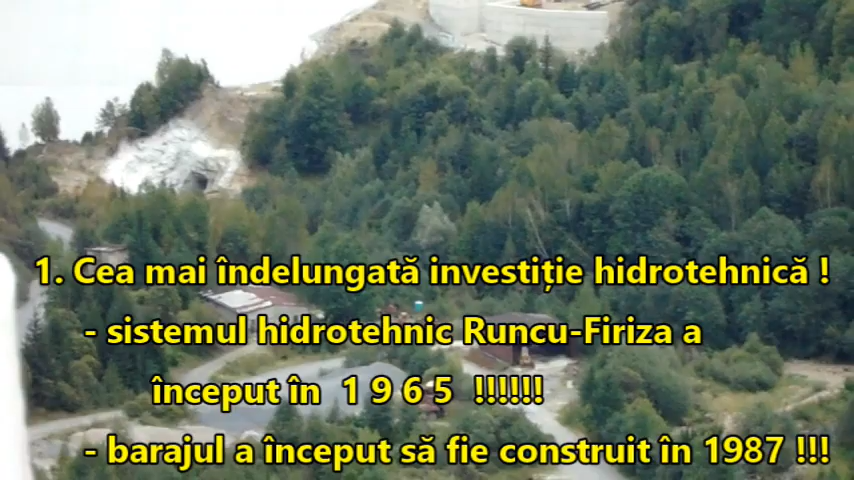 1. Cea mai îndelungată investiție hidrotehnică !
- sistemul hidrotehnic Runcu-Firiza a
început în 1 9 6 5 !!!!!!
- barajul a început să fie construit în 1987 !!!